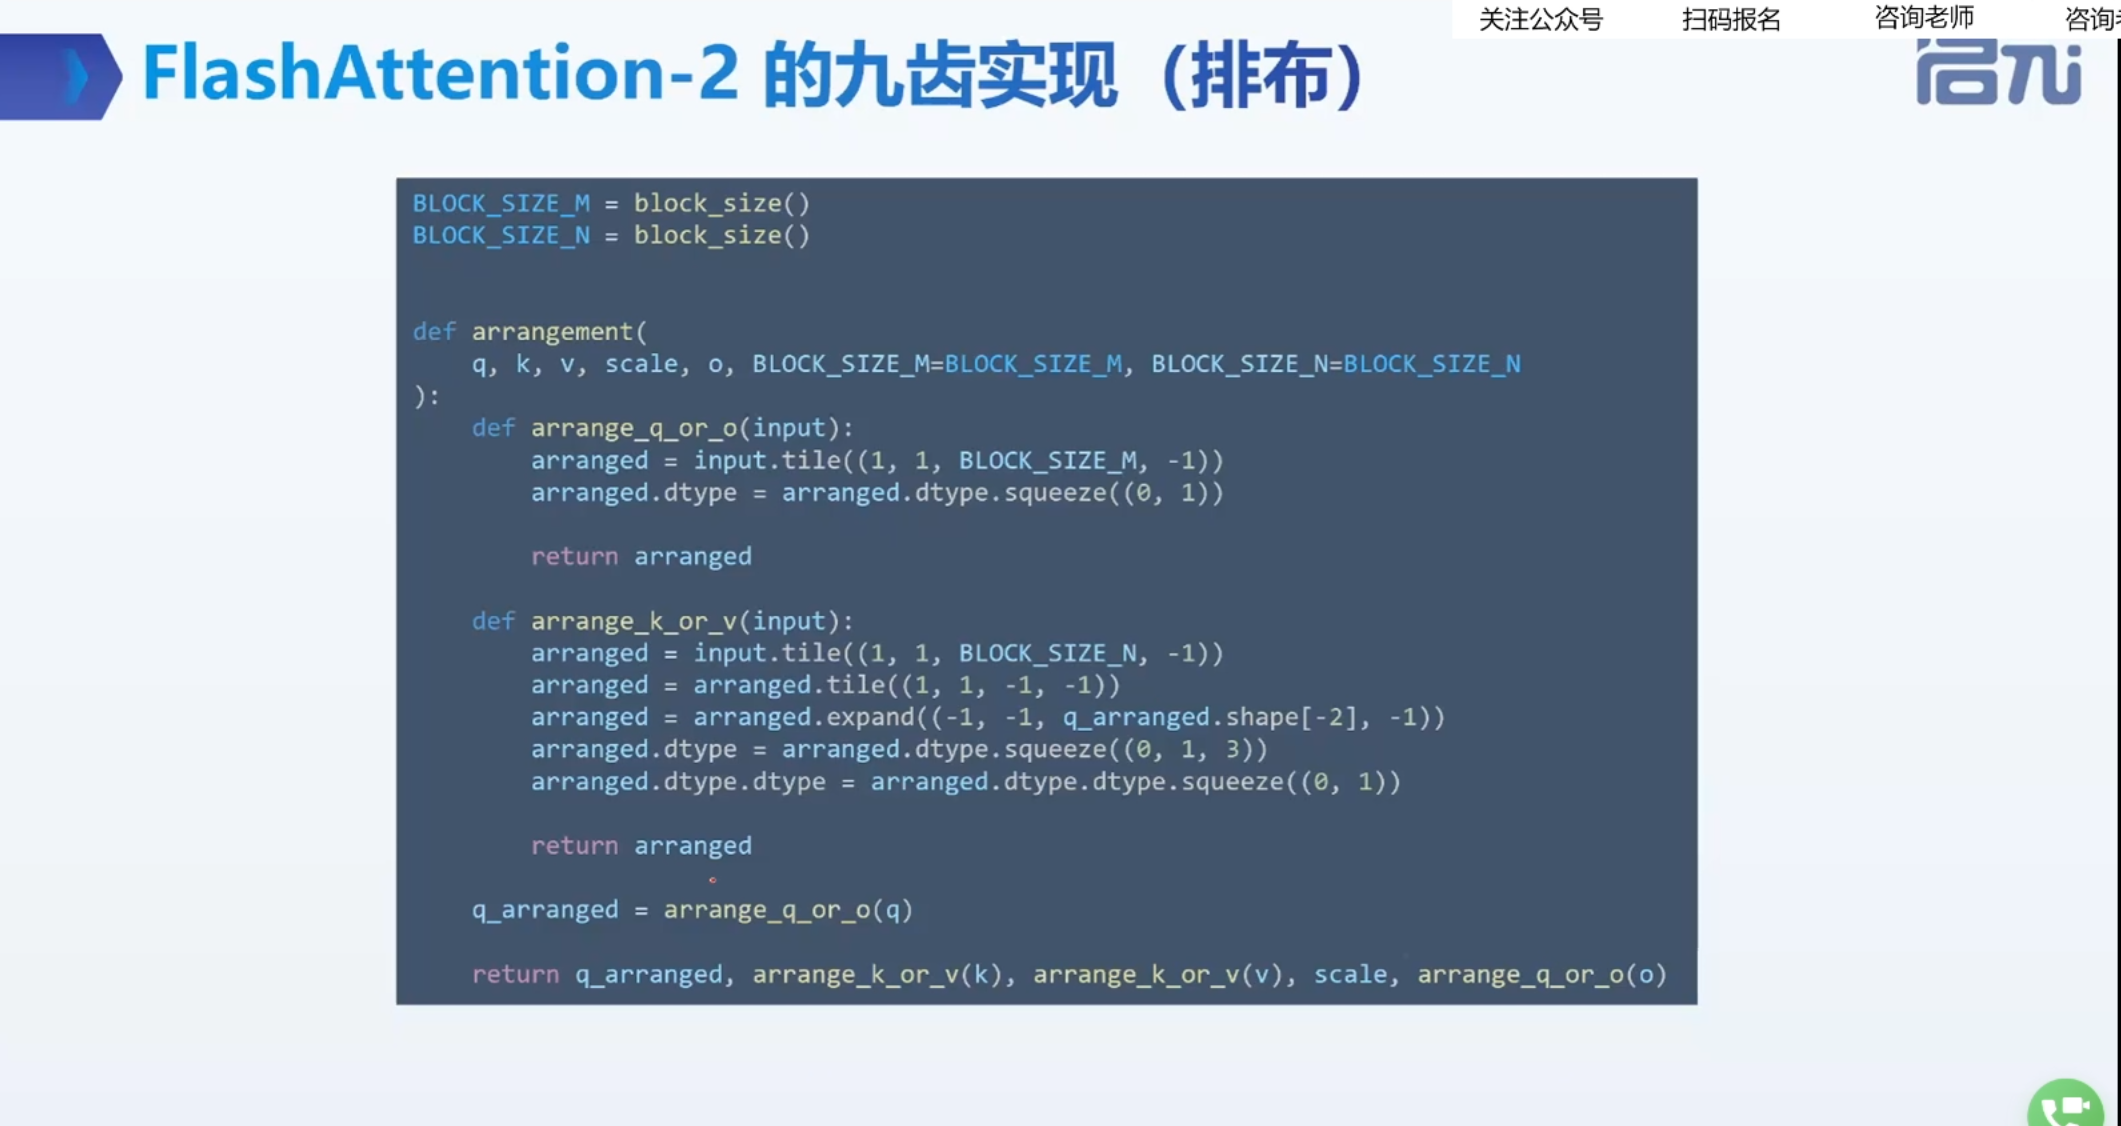 关注公众号 扫码报名 咨询老师 咨询
FlashAttention-2 的九齿实现（排布）
启元
BLOCK_SIZE_M = block_size()
BLOCK_SIZE_N = block_size()
def arrangement(
    q, k, v, scale, o, BLOCK_SIZE_M=BLOCK_SIZE_M, BLOCK_SIZE_N=BLOCK_SIZE_N
):
    def arrange_q_or_o(input):
        arranged = input.tile((1, 1, BLOCK_SIZE_M, -1))
        arranged.dtype = arranged.dtype.squeeze((0, 1))
        return arranged
    def arrange_k_or_v(input):
        arranged = input.tile((1, 1, BLOCK_SIZE_N, -1))
        arranged = arranged.tile((1, 1, -1, -1))
        arranged = arranged.expand((-1, -1, q_arranged.shape[-2], -1))
        arranged.dtype = arranged.dtype.squeeze((0, 1, 3))
        arranged.dtype.dtype = arranged.dtype.dtype.squeeze((0, 1))
        return arranged
    q_arranged = arrange_q_or_o(q)
    return q_arranged, arrange_k_or_v(k), arrange_k_or_v(v), scale, arrange_q_or_o(o)